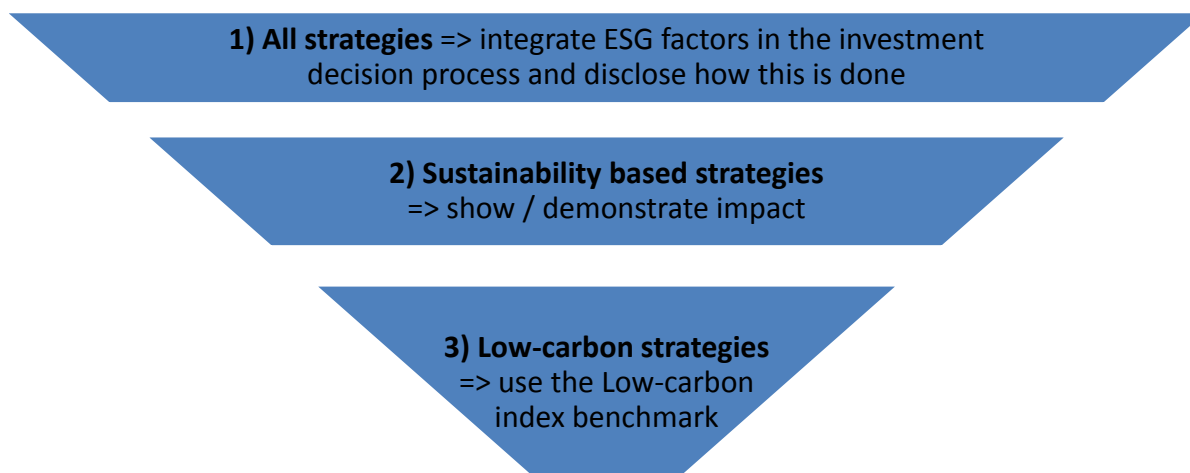 1) All strategies => integrate ESG factors in the investment
decision process and disclose how this is done
2) Sustainability based strategies
=> show / demonstrate impact
3) Low-carbon strategies
=> use the Low-carbon
index benchmark